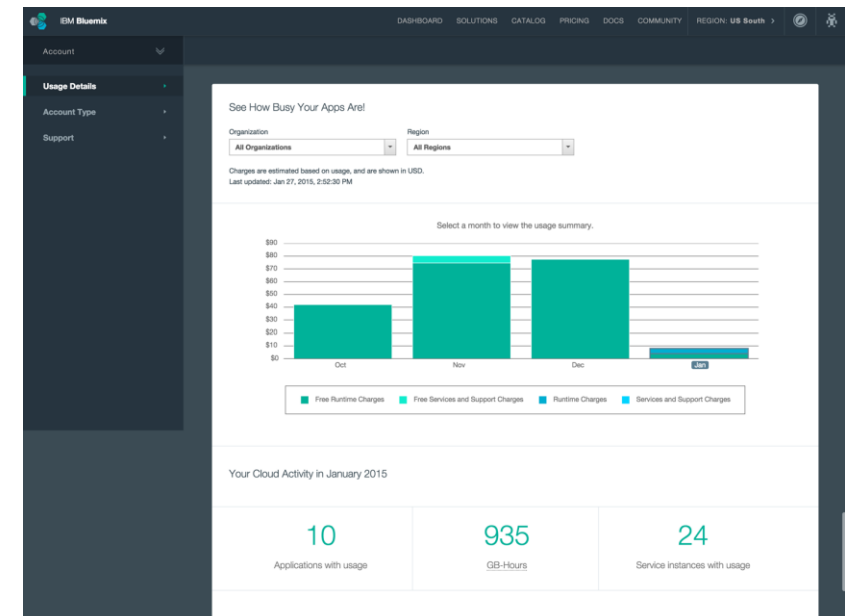 IBM Bluemix DASHBOARD SOLUTIONS CATALOG PRICING DOCS COMMUNITY REGION: US South >
Account
Usage Details
Account Type
Support
See How Busy Your Apps Are!
Organization Region
All Organizations All Regions
Charges are estimated based on usage, and are shown in USD.
Last updated: Jan 27, 2015, 2:52:30 PM
Select a month to view the usage summary.
$90
$80
$70
$60
$50
$40
$30
$20
$10
$0
Oct Nov Dec Jan
Free Runtime Charges Free Services and Support Charges Runtime Charges Services and Support Charges
Your Cloud Activity in January 2015
10 935 24
Applications with usage GB-Hours Service instances with usage